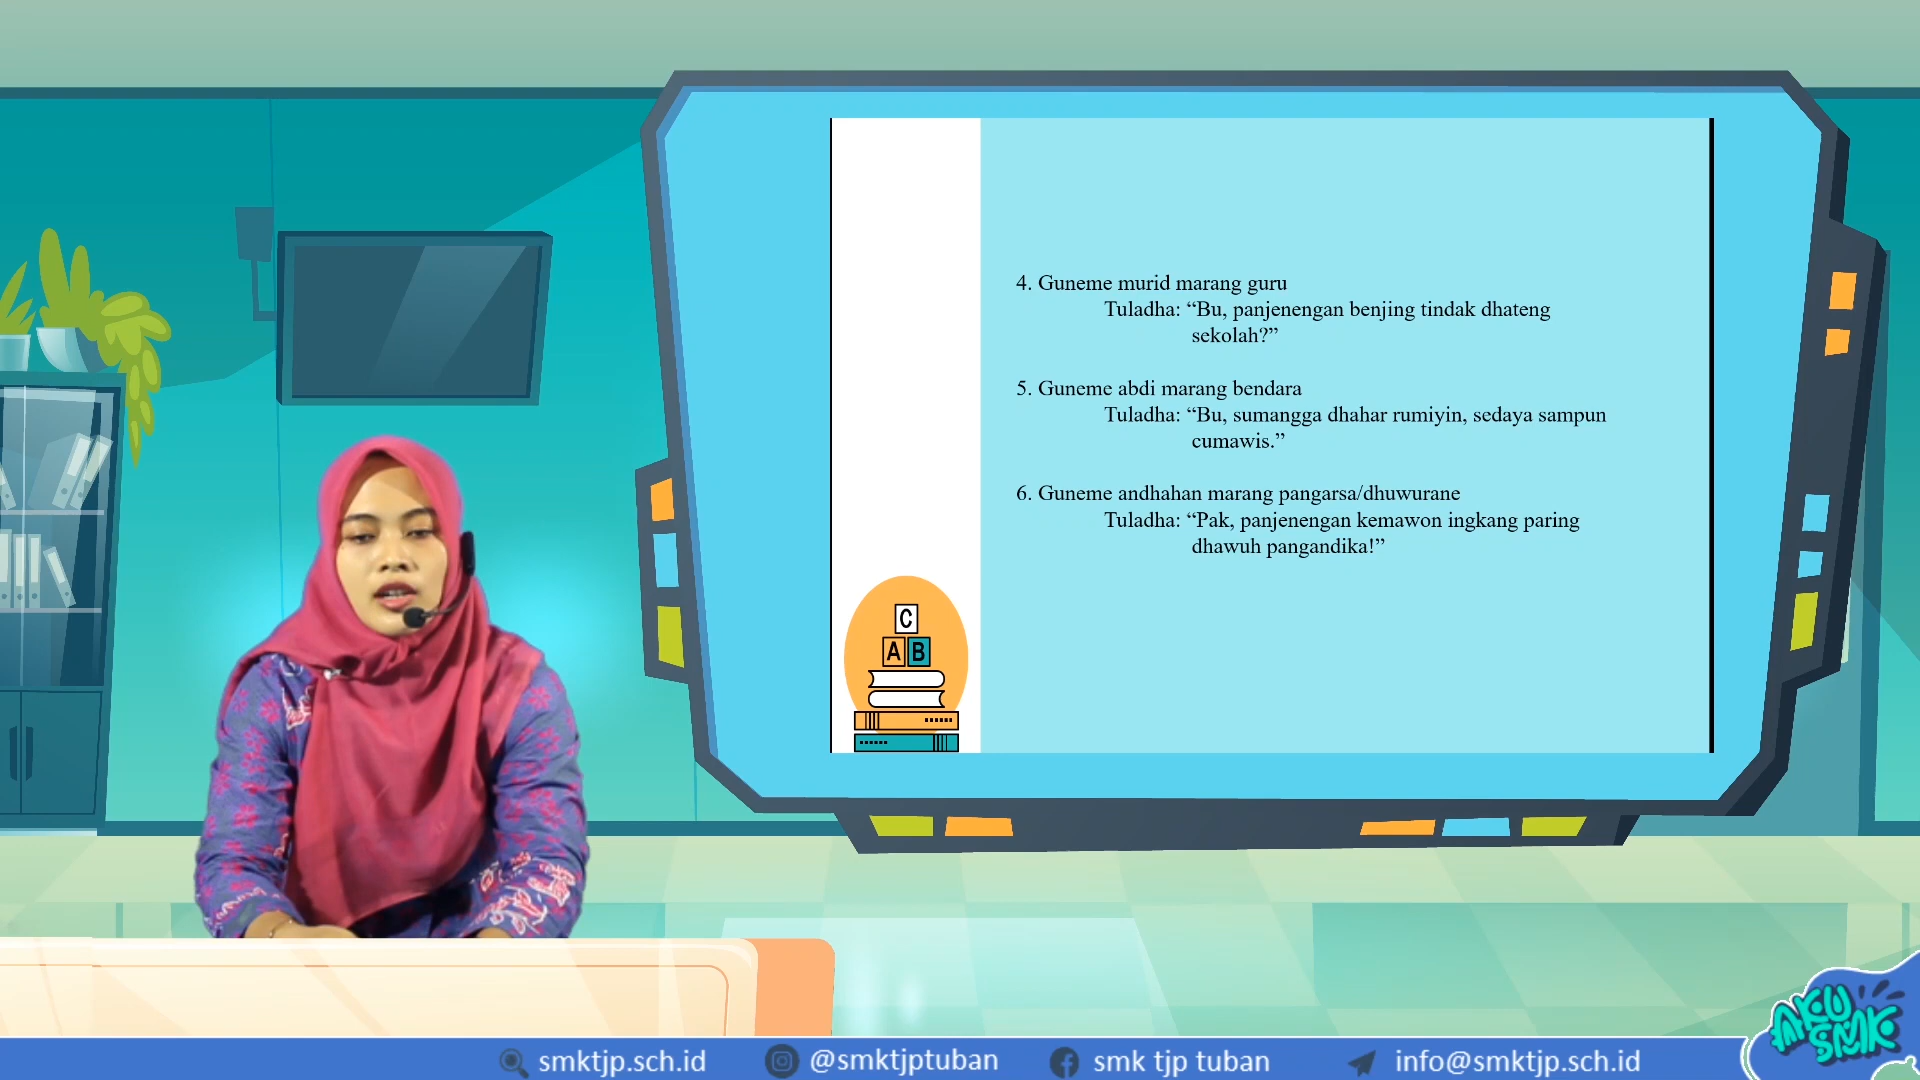 4. Guneme murid marang guru
Tuladha: “Bu, panjenengan benjing tindak dhateng
sekolah?”
5. Guneme abdi marang bendara
Tuladha: “Bu, sumangga dhahar rumiyin, sedaya sampun
cumawis.”
6. Guneme andhahan marang pangarsa/dhuwurane
Tuladha: “Pak, panjenengan kemawon ingkang paring
dhawuh pangandika!”
C
A B
smktjp.sch.id
@smktjptuban
smk tjp tuban
info@smktjp.sch.id
AKU
SMK